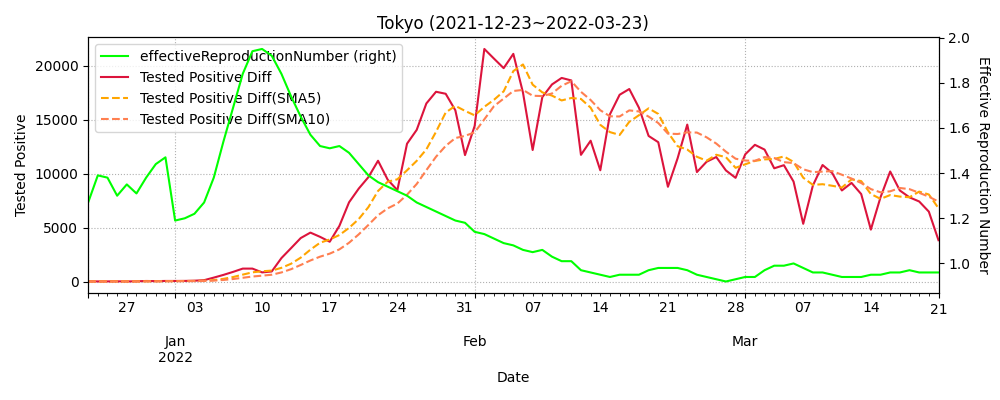 Tokyo (2021-12-23~2022-03-23)
effectiveReproductionNumber (right)
Tested Positive Diff
Tested Positive Diff(SMA5)
Tested Positive Diff(SMA10)
Tested Positive
20000
15000
10000
5000
0
2.0
1.8
1.6
1.4
1.2
1.0
Effective Reproduction Number
27 03 10 17 24 31 07 14 21 28 07 14 21
Jan Feb Mar
2022
Date